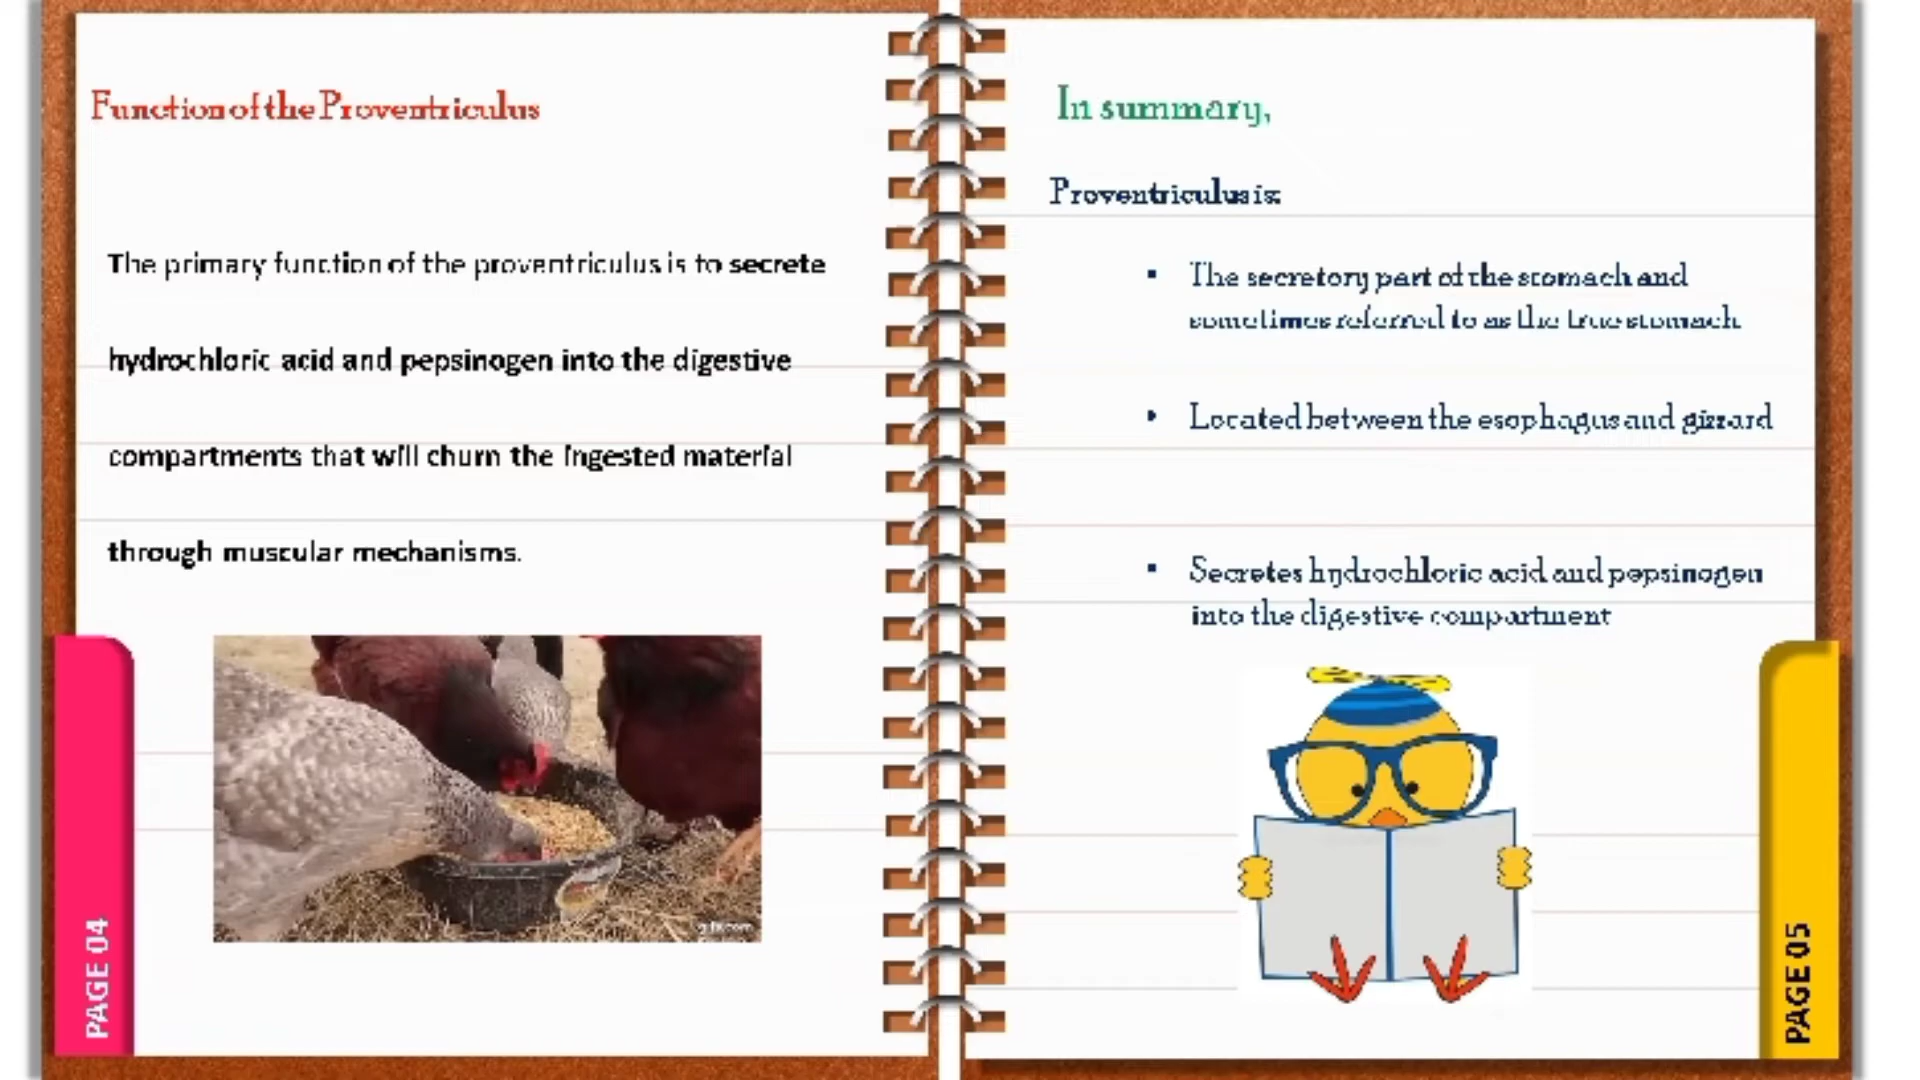 Function of the Proventriculus
The primary function of the proventriculus is to secrete
hydrochloric acid and pepsinogen into the digestive
compartments that will churn the ingested material
through muscular mechanisms.
PAGE 04
In summary,
Proventriculus is:
• The secretory part of the stomach and
sometimes referred to as the true stomach
• Located between the esophagus and gizzard
• Secretes hydrochloric acid and pepsinogen
into the digestive compartment
PAGE 05